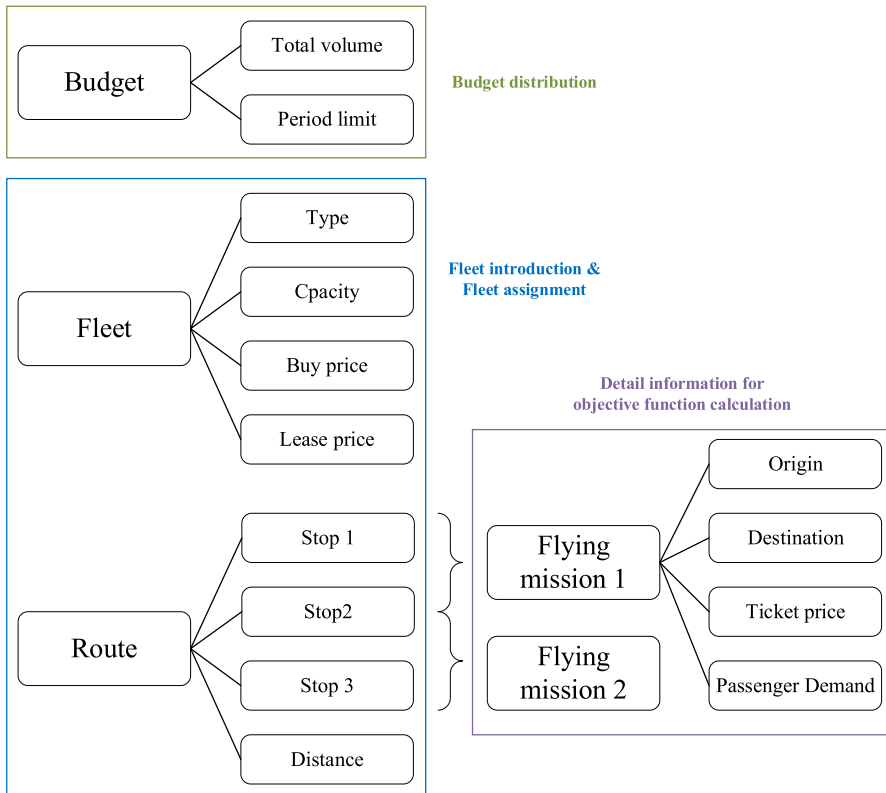 Budget
Total volume
Period limit
Budget distribution
Fleet
Type
Cpacity
Buy price
Lease price
Fleet introduction &
Fleet assignment
Route
Stop 1
Stop2
Stop 3
Distance
Detail information for
objective function calculation
Flying
mission 1
Flying
mission 2
Origin
Destination
Ticket price
Passenger Demand